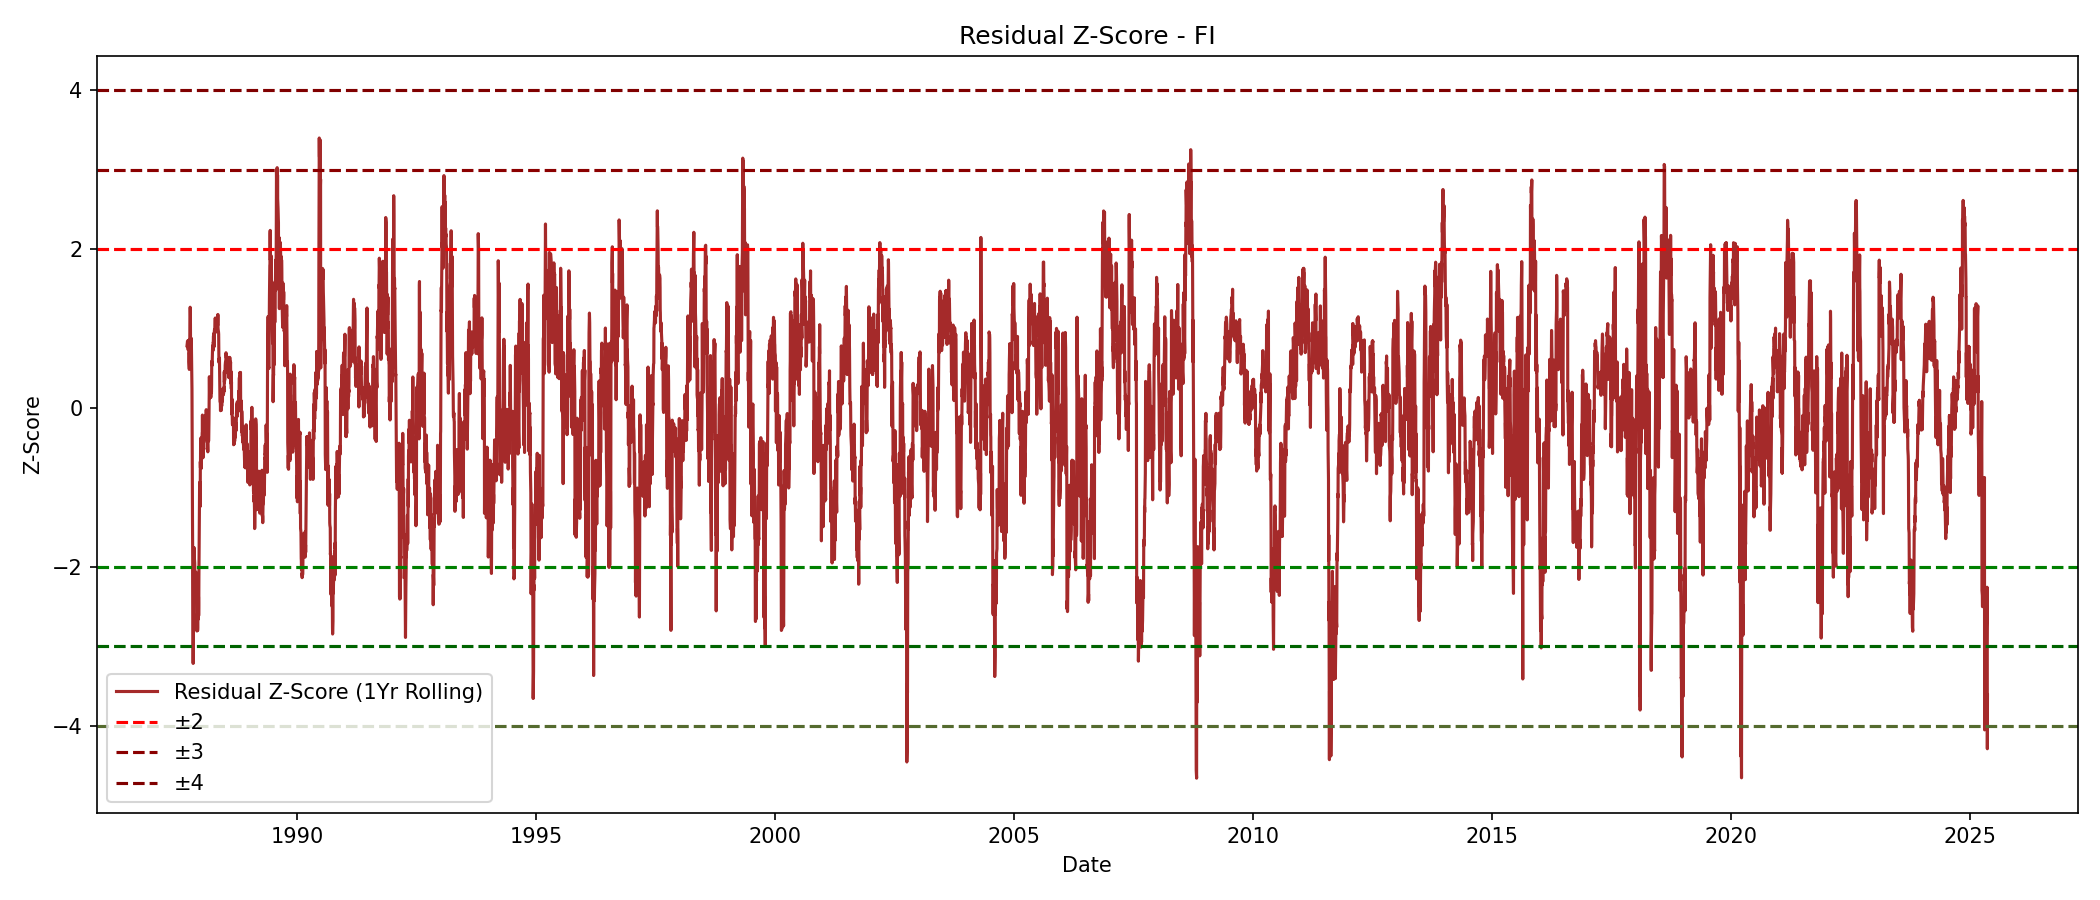 Residual Z-Score - FI
Z-Score
4
2
0
−2
−3
−4
Residual Z-Score (1Yr Rolling)
±2
±3
±4
1990 1995 2000 2005 2010 2015 2020 2025
Date